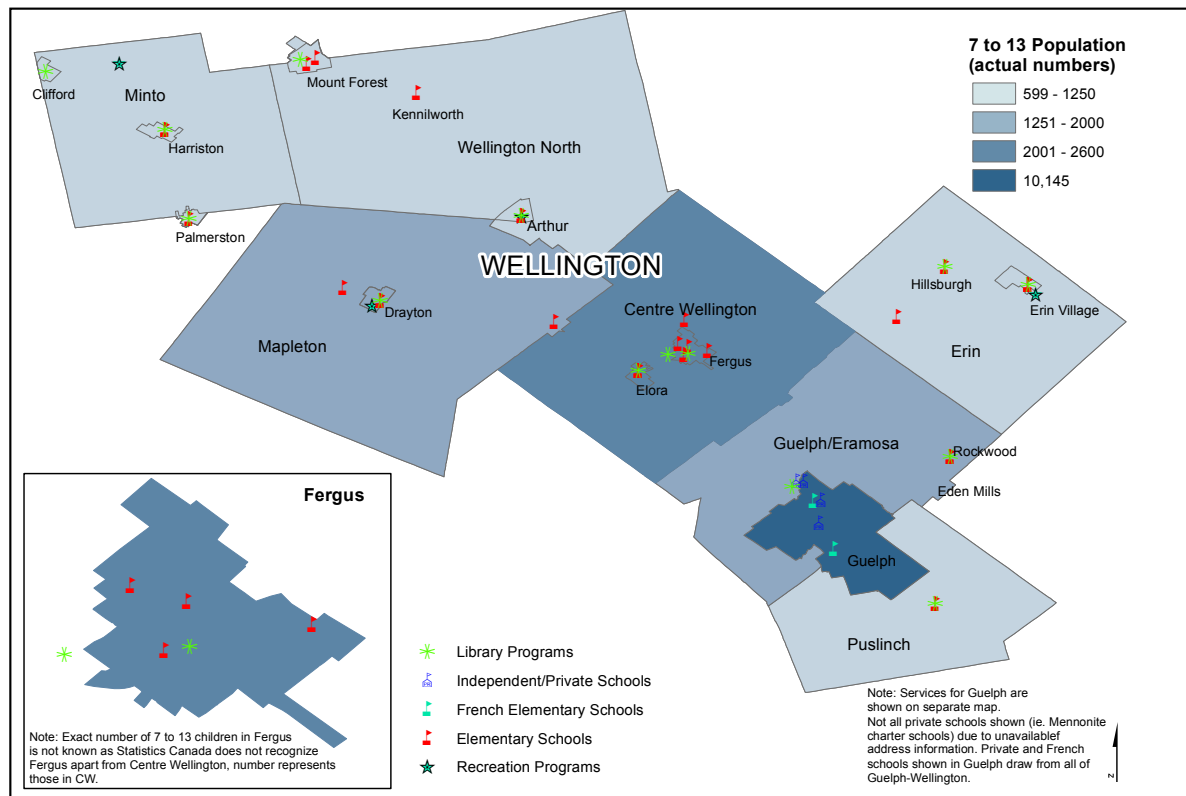 7 to 13 Population
(actual numbers)
599 - 1250
1251 - 2000
2001 - 2600
10,145
Clifford
Minto
Harriston
Palmerston
Mount Forest
Kennilworth
Wellington North
Arthur
WELLINGTON
Drayton
Mapleton
Centre Wellington
Fergus
Elora
Hillsburgh
Erin Village
Erin
Guelph/Eramosa
Rockwood
Eden Mills
Guelph
Puslinch
Fergus
Note: Exact number of 7 to 13 children in Fergus
is not known as Statistics Canada does not recognize
Fergus apart from Centre Wellington, number represents
those in CW.
Library Programs
Independent/Private Schools
French Elementary Schools
Elementary Schools
Recreation Programs
Note: Services for Guelph are
shown on separate map.
Not all private schools shown (ie. Mennonite
charter schools) due to unavailablef
address information. Private and French
schools shown in Guelph draw from all of
Guelph-Wellington.
N